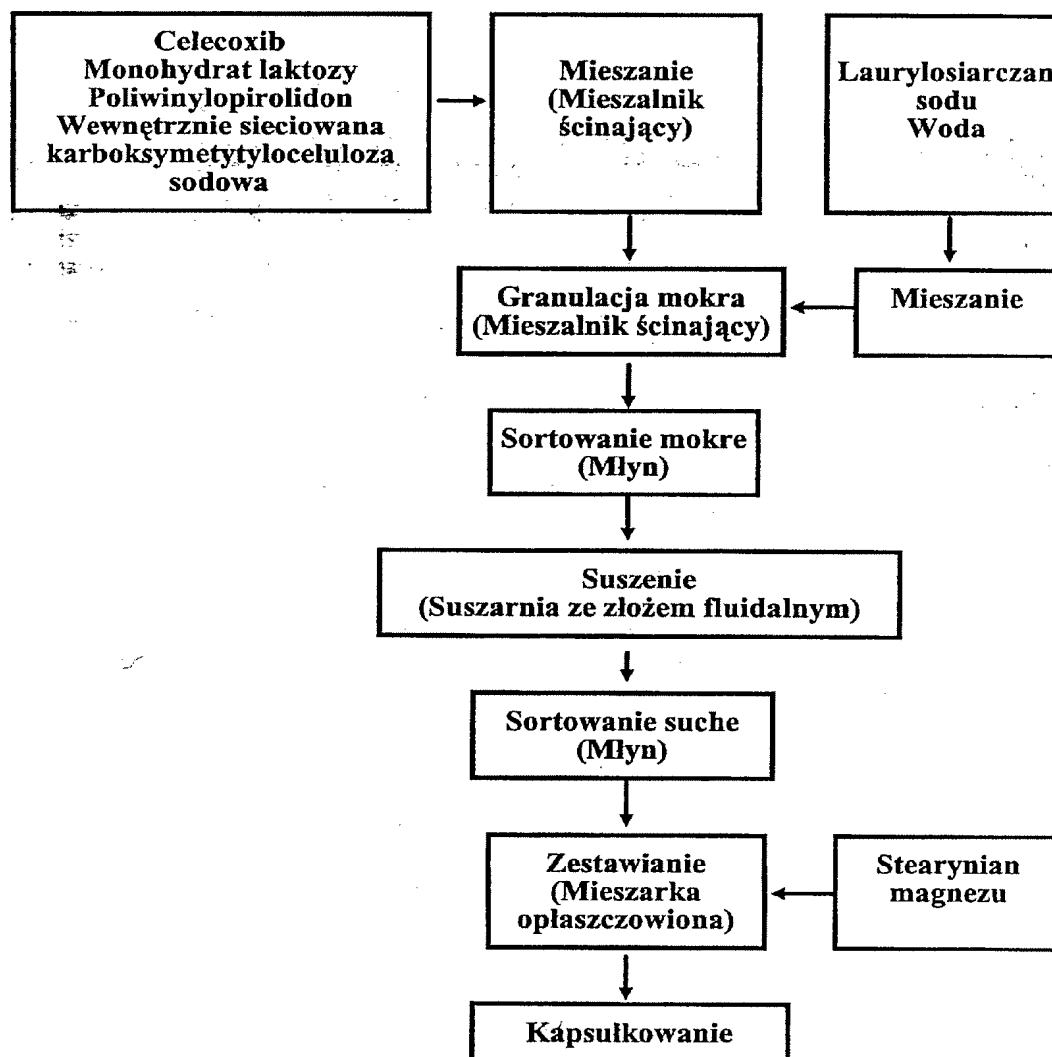 Celecoxib
Monohydrat laktozy
Poliwinylopirolidon
Wewnętrznie sieciowana
karboksymetytyloceluloza
sodowa
Mieszanie
(Mieszalnik
ścinający)
Laurylosiarczan
sodu
Woda
Granulacja mokra
(Mieszalnik ścinający)
Mieszanie
Sortowanie mokre
(Młyn)
Suszenie
(Suszarnia ze złożem fluidalnym)
Sortowanie suche
(Młyn)
Zestawianie
(Mieszarka
opłaszczowiona)
Stearynian
magnezu
Kapsułkowanie